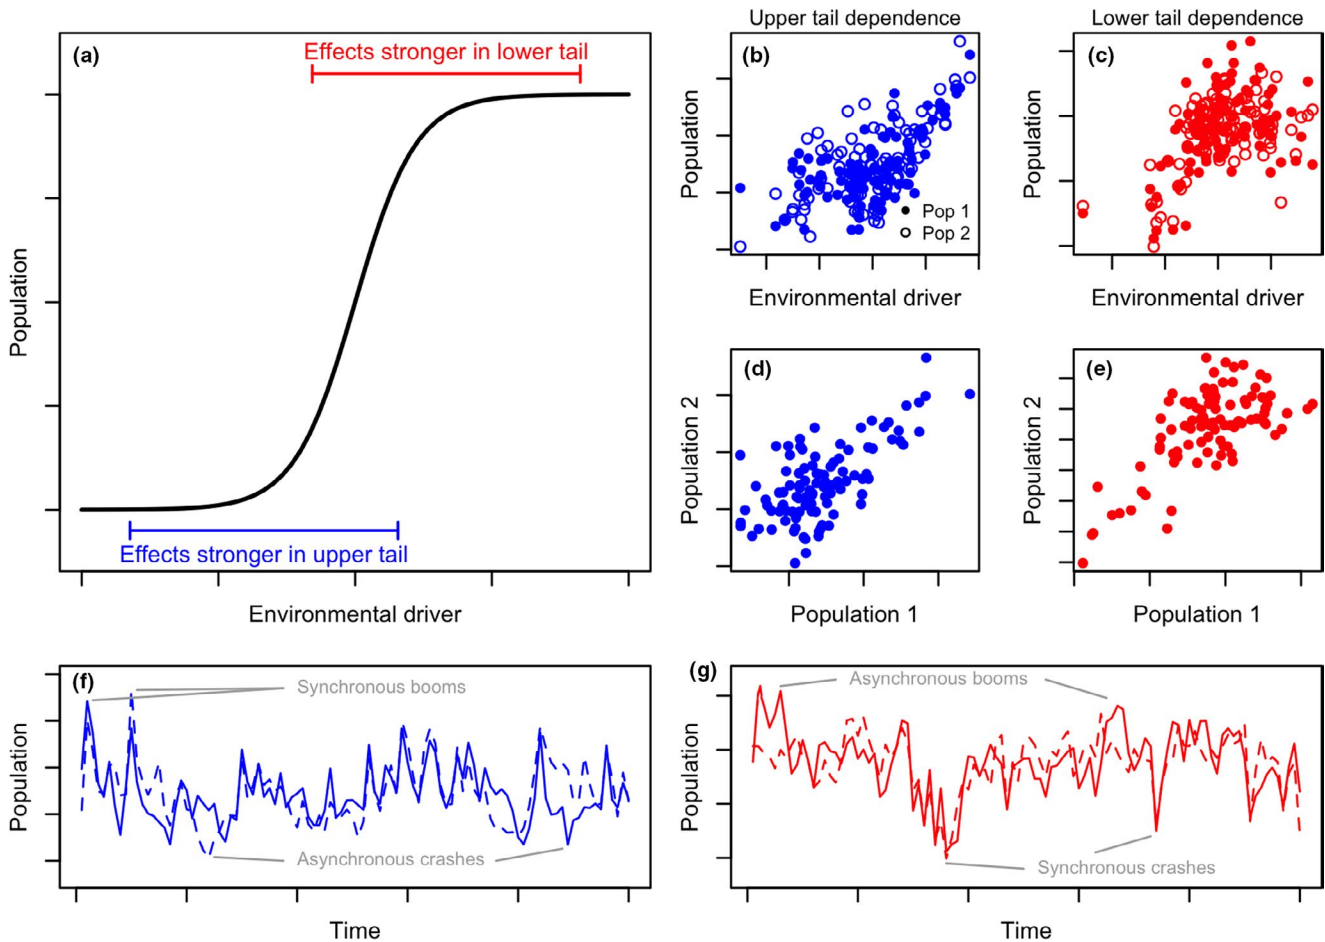 (a)
Effects stronger in lower tail
Population
Effects stronger in upper tail
Environmental driver
Upper tail dependence
(b)
Population
Pop 1
Pop 2
Environmental driver
Lower tail dependence
(c)
Population
Environmental driver
(d)
Population 2
Population 1
(e)
Population 2
Population 1
(f)
Synchronous booms
Population
Asynchronous crashes
Time
(g)
Asynchronous booms
Population
Synchronous crashes
Time